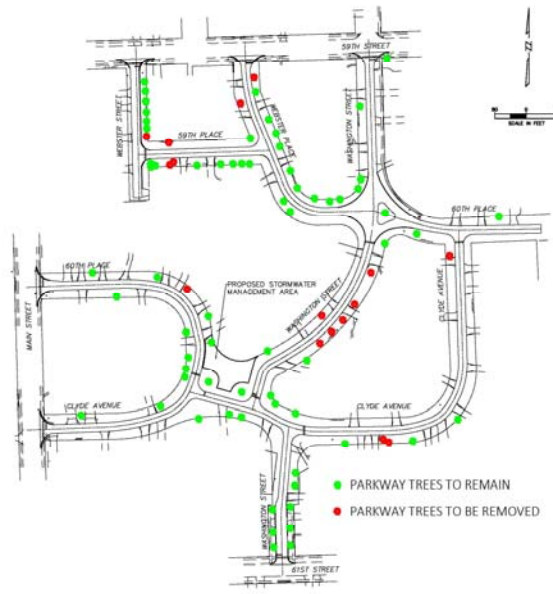 59TH STREET
SCALE IN FEET
WEBSTER STREET
WEBSTER PLACE
WASHINGTON STREET
59TH PLACE
60TH PLACE
60TH PLACE
PROPOSED STORMWATER
MANAGEMENT AREA
WASHINGTON STREET
CLYDE AVENUE
MAIN STREET
CLYDE AVENUE
CLYDE AVENUE
PARKWAY TREES TO REMAIN
PARKWAY TREES TO BE REMOVED
WASHINGTON STREET
61ST STREET